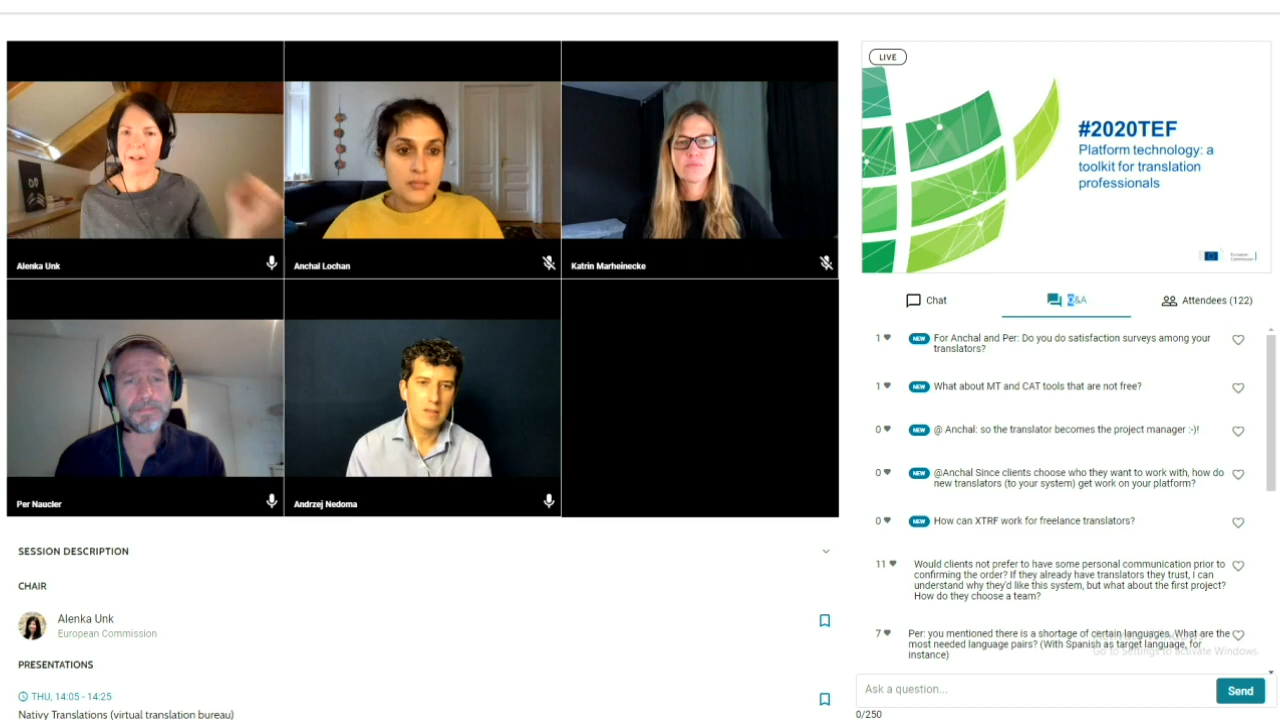 Alenka Unk
Anchal Lochan
Katrin Marheinecke
Per Naucler
Andrzej Nedoma
SESSION DESCRIPTION
CHAIR
Alenka Unk
European Commission
PRESENTATIONS
THU, 14:05 - 14:25
Nativy Translations (virtual translation bureau)
LIVE
#2020TEF
Platform technology: a
toolkit for translation
professionals
European
Commission
Chat
Q&A
Attendees (122)
1
NEW For Anchal and Per: Do you do satisfaction surveys among your
translators?
1
NEW What about MT and CAT tools that are not free?
0
NEW @ Anchal: so the translator becomes the project manager :-)!
0
NEW @Anchal Since clients choose who they want to work with, how do
new translators (to your system) get work on your platform?
0
NEW How can XTRF work for freelance translators?
11
Would clients not prefer to have some personal communication prior to
confirming the order? If they already have translators they trust, I can
understand why they'd like this system, but what about the first project?
How do they choose a team?
7
Per: you mentioned there is a shortage of certain languages. What are the
most needed language pairs? (With Spanish as target language, for
instance)
Go to Settings to activate Windows.
Ask a question...
Send
0/250